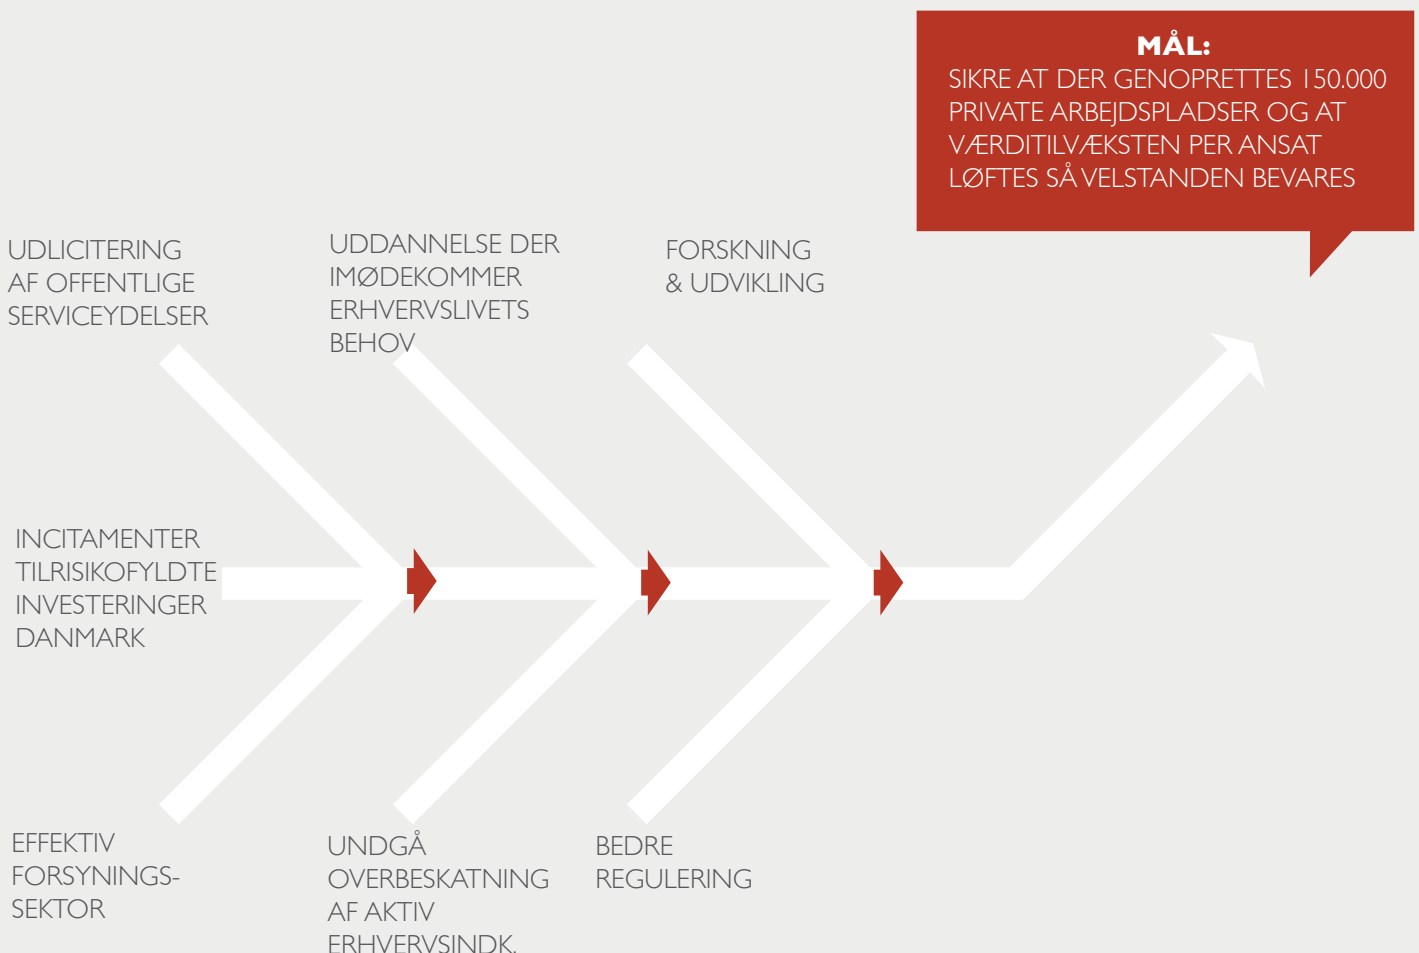 MÅL:
SIKRE AT DER GENOPRETTES 150.000
PRIVATE ARBEJDSPLADSER OG AT
VÆRDITILVÆKSTEN PER ANSAT
LØFTES SÅ VELSTANDEN BEVARES
UDLICITERING
AF OFFENTLIGE
SERVICEYDELSER
UDDANNELSE DER
IMØDEKOMMER
ERHVERVSLIVETS
BEHOV
FORSKNING
& UDVIKLING
INCITAMENTER
TILRISIKOFYLDTE
INVESTERINGER
DANMARK
EFFEKTIV
FORSYNINGS-
SEKTOR
UNDGÅ
OVERBESKATNING
AF AKTIV
ERHVERVSINDK.
BEDRE
REGULERING